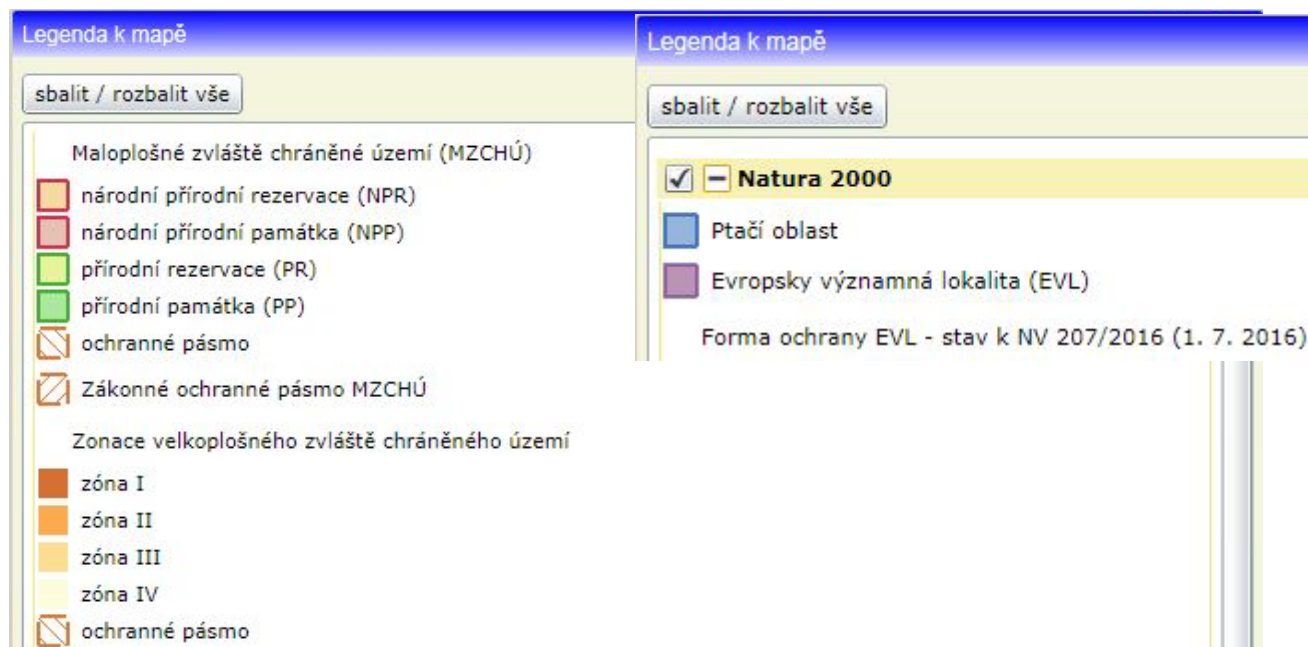 Legenda k mapě
sbalit / rozbalit vše
Maloplošné zvláště chráněné území (MZCHÚ)
národní přírodní rezervace (NPR)
národní přírodní památka (NPP)
přírodní rezervace (PR)
přírodní památka (PP)
ochranné pásmo
Zákonné ochranné pásmo MZCHÚ
Zonace velkoplošného zvláště chráněného území
zóna I
zóna II
zóna III
zóna IV
ochranné pásmo
Legenda k mapě
sbalit / rozbalit vše
Natura 2000
Ptačí oblast
Evropsky významná lokalita (EVL)
Forma ochrany EVL - stav k NV 207/2016 (1. 7. 2016)